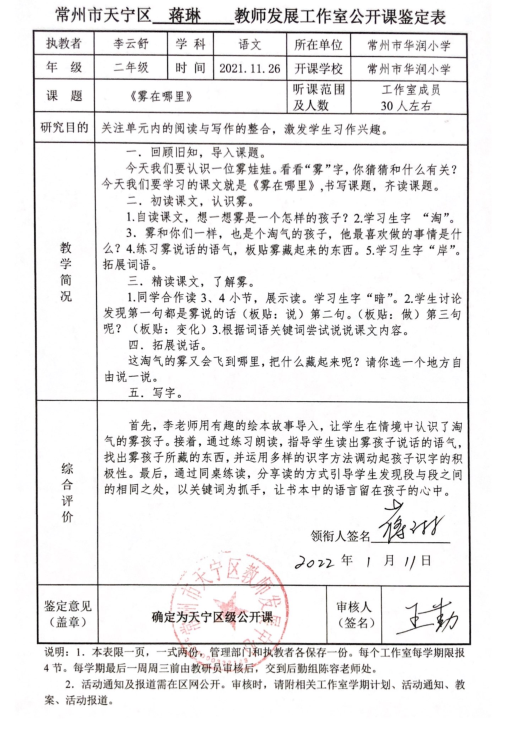 常州市天宁区 蒋琳 教师发展工作室公开课鉴定表
执教者 李云舒 学 科 语文 所在单位 常州市华润小学
年 级 二年级 时 间 2021.11.26 开课学校 常州市华润小学
课 题 《雾在哪里》 听课范围及人数 工作室成员 30 人左右
研究目的 关注单元内的阅读与写作的整合，激发学生习作兴趣。
教学简况
一．回顾旧知，导入课题。
今天我们要认识一位雾娃娃。看看“雾”字，你猜猜和什么有关？
今天我们要学习的课文就是《雾在哪里》,书写课题，齐读课题。
二．初读课文，认识雾。
1.自读课文，想一想雾是一个怎样的孩子？2.学习生字 “淘”。
3．雾和你们一样，也是个淘气的孩子，他最喜欢做的事情是什
么？4.练习雾说话的语气，板贴雾藏起来的东西。5.学习生字“岸”。
拓展词语。
三．精读课文，了解雾。
1.同学合作读 3、4 小节，展示读。学习生字“暗”。2.学生讨论
发现第一句都是雾说的话（板贴：说）第二句。（板贴：做）第三句
呢？（板贴：变化）3.根据词语关键词尝试说说课文内容。
四．拓展说话。
这淘气的雾又会飞到哪里，把什么藏起来呢？请你选一个地方自
由说一说。
五．写字。
综合评价
首先，李老师用有趣的绘本故事导入，让学生在情境中认识了淘
气的雾孩子。接着，通过练习朗读，指导学生读出雾孩子说话的语气，
找出雾孩子所藏的东西，并运用多样的识字方法调动起孩子识字的积
极性。最后，通过同桌练读，分享读的方式引导学生发现段与段之间
的相同之处，以关键词为抓手，让书本中的语言留在孩子的心中。
领衔人签名 蒋琳
2022 年 1 月 11 日
鉴定意见（盖章） 确定为天宁区级公开课 审核人（签名） 王勤
常州市天宁区教师发展中心
说明：1．本表限一页，一式两份，管理部门和执教者各保存一份。每个工作室每学期限报
4 节。每学期最后一周周三前由教研员审核后，交到后勤组陈容老师处。
2．活动通知及报道需在区网公开。审核时，请附相关工作室学期计划、活动通知、教
案、活动报道。